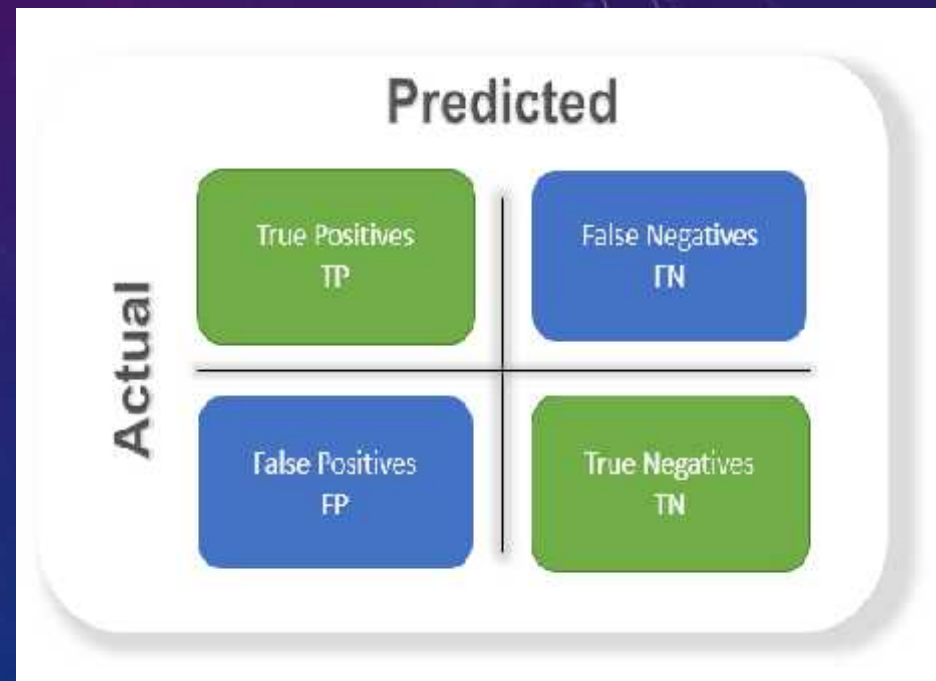 Predicted
Actual
True Positives
TP
False Negatives
FN
False Positives
FP
True Negatives
TN